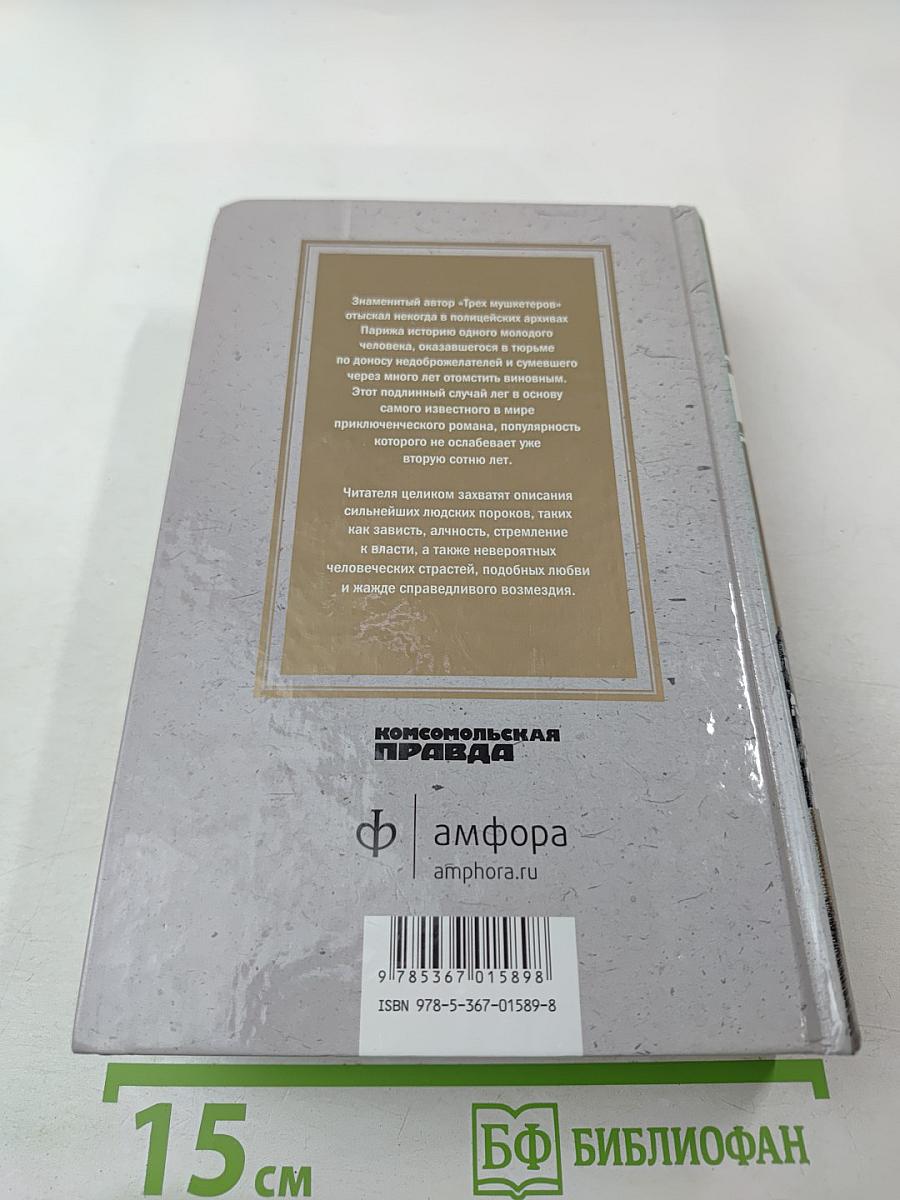 Знаменитый автор «Трех мушкетеров»
отыскал некогда в полицейских архивах
Парижа историю одного молодого
человека, оказавшегося в тюрьме
по доносу недоброжелателей и сумевшего
через много лет отомстить виновным.
Этот подлинный случай лег в основу
самого известного в мире
приключенческого романа, популярность
которого не ослабевает уже
вторую сотню лет.
Читателя целиком захватят описания
сильнейших людских пороков, таких
как зависть, алчность, стремление
к власти, а также невероятных
человеческих страстей, подобных любви
и жажде справедливого возмездия.
КОМСОМОЛЬСКАЯ
ПРАВДА
амфора
amphora.ru
9 785367 015898
ISBN 978-5-367-01589-8
15 см
БФ БИБЛИОФАН